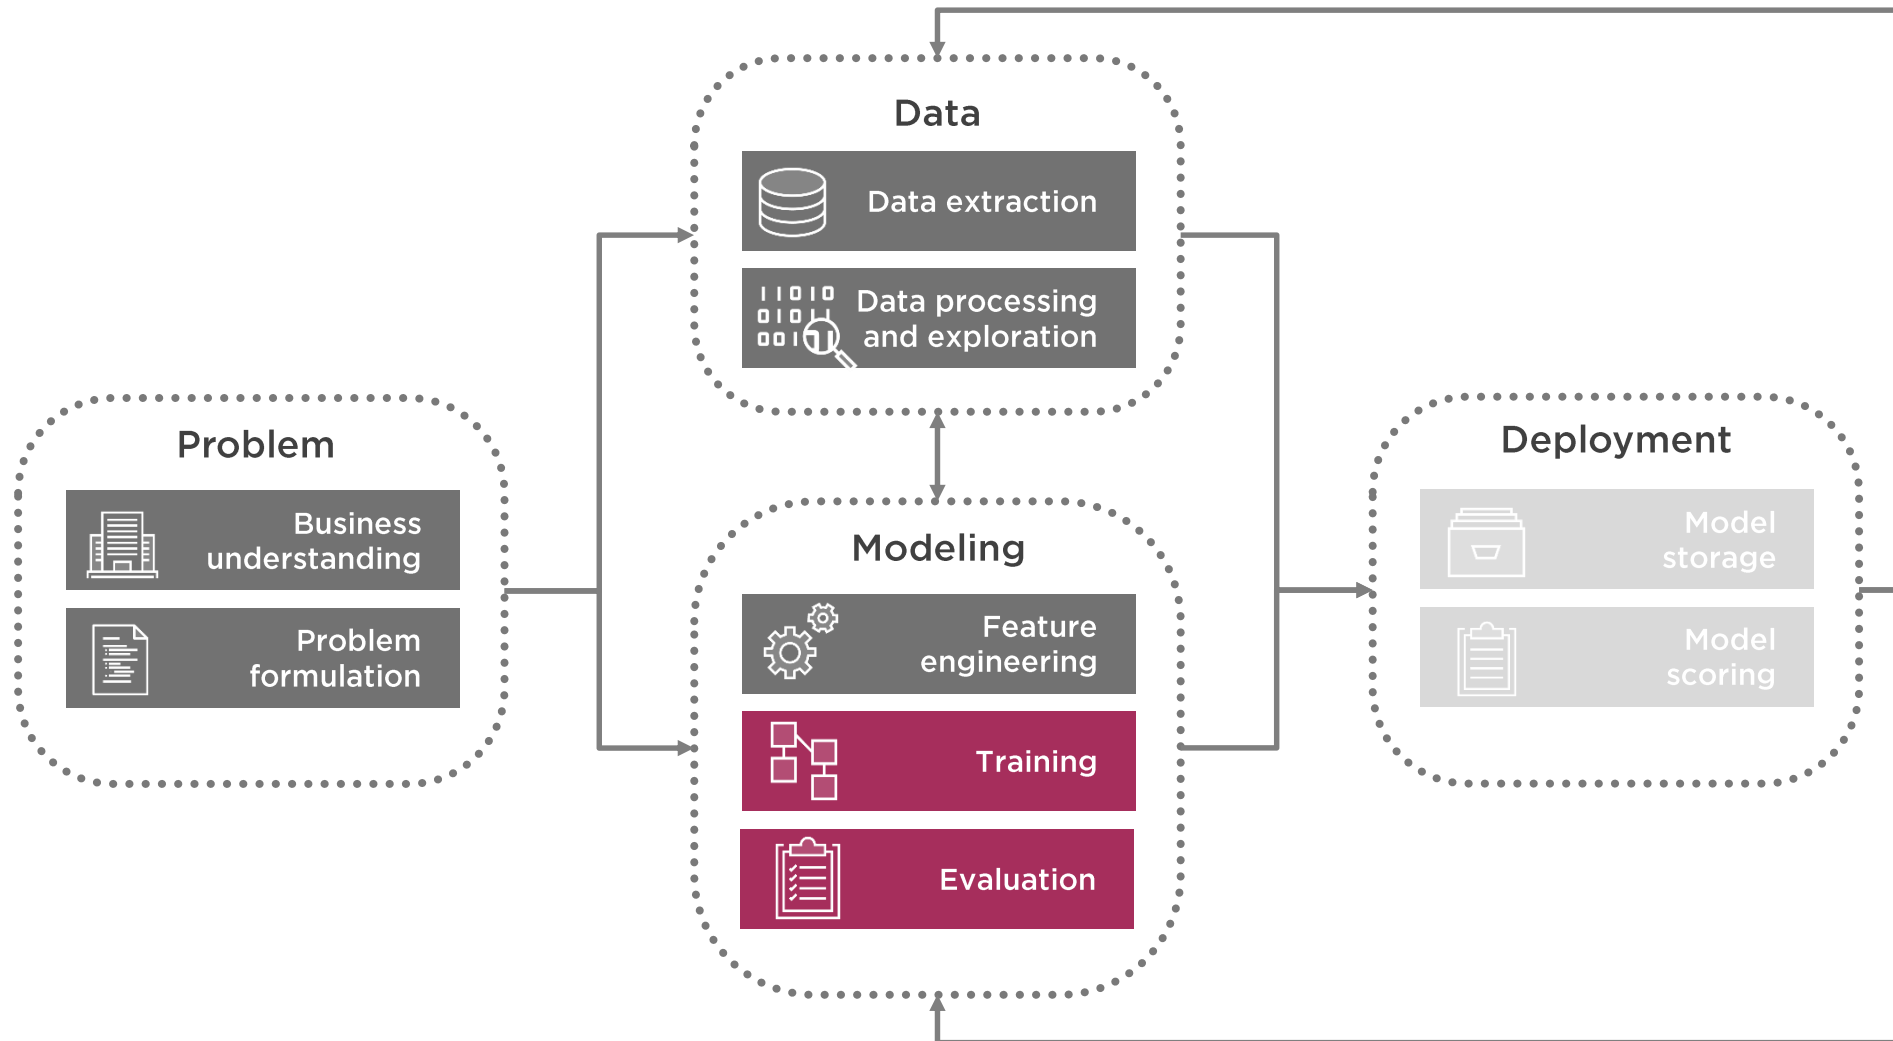 Data
Data extraction
11010
Data processing
and exploration
Problem
Business
understanding
Problem
formulation
Modeling
Feature
engineering
Training
Evaluation
Deployment
Model
storage
Model
scoring